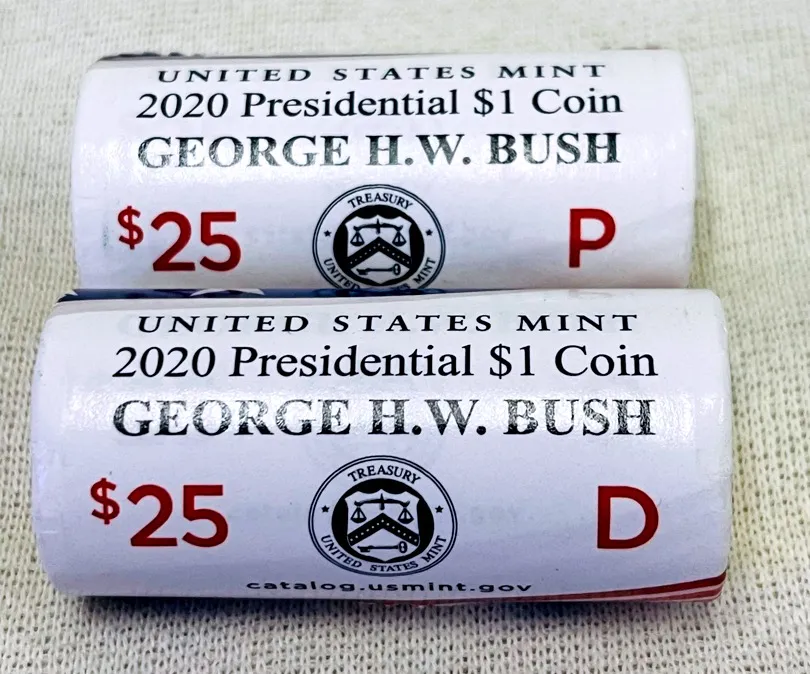 UNITED STATES MINT
2020 Presidential $1 Coin
GEORGE H.W. BUSH
$25
TREASURY
UNITED STATES MINT
P
UNITED STATES MINT
2020 Presidential $1 Coin
GEORGE H.W. BUSH
$25
TREASURY
UNITED STATES MINT
D
catalog.usmint.gov